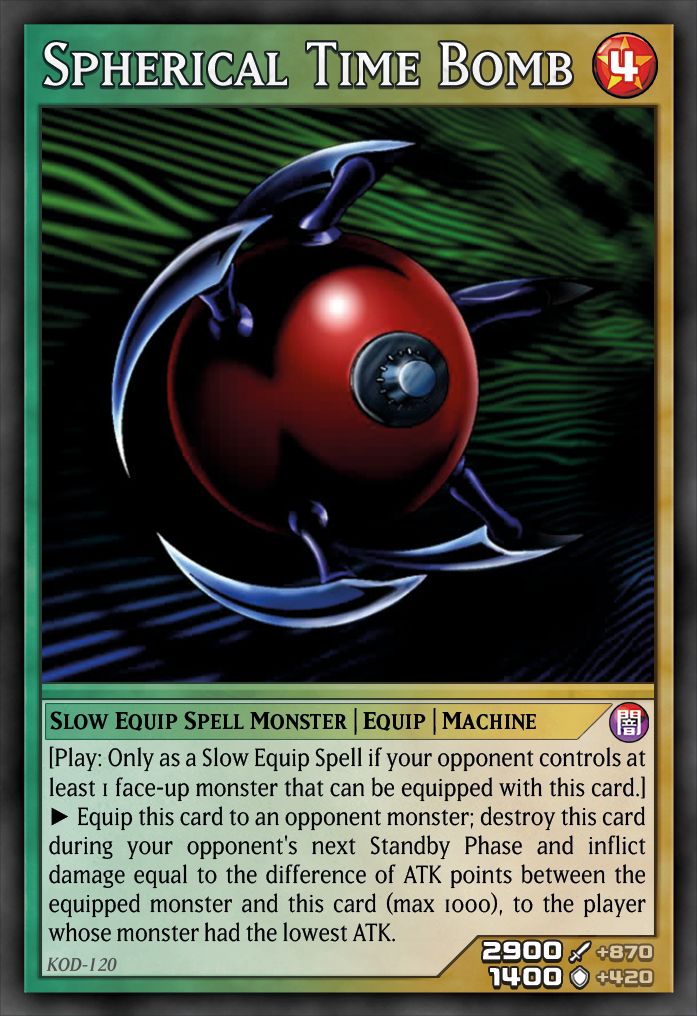 Spherical Time Bomb 4
Slow Equip Spell Monster | Equip | Machine 闇
[Play: Only as a Slow Equip Spell if your opponent controls at
least 1 face-up monster that can be equipped with this card.]
► Equip this card to an opponent monster; destroy this card
during your opponent's next Standby Phase and inflict
damage equal to the difference of ATK points between the
equipped monster and this card (max 1000), to the player
whose monster had the lowest ATK.
2900 +870
1400 +420
KOD-120